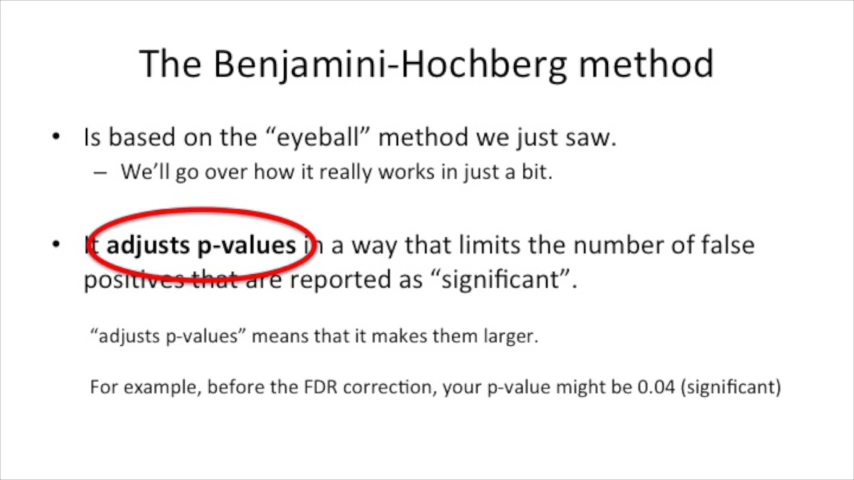 The Benjamini-Hochberg method
• Is based on the “eyeball” method we just saw.
– We’ll go over how it really works in just a bit.
• It adjusts p-values in a way that limits the number of false
positives that are reported as “significant”.
“adjusts p-values” means that it makes them larger.
For example, before the FDR correction, your p-value might be 0.04 (significant)